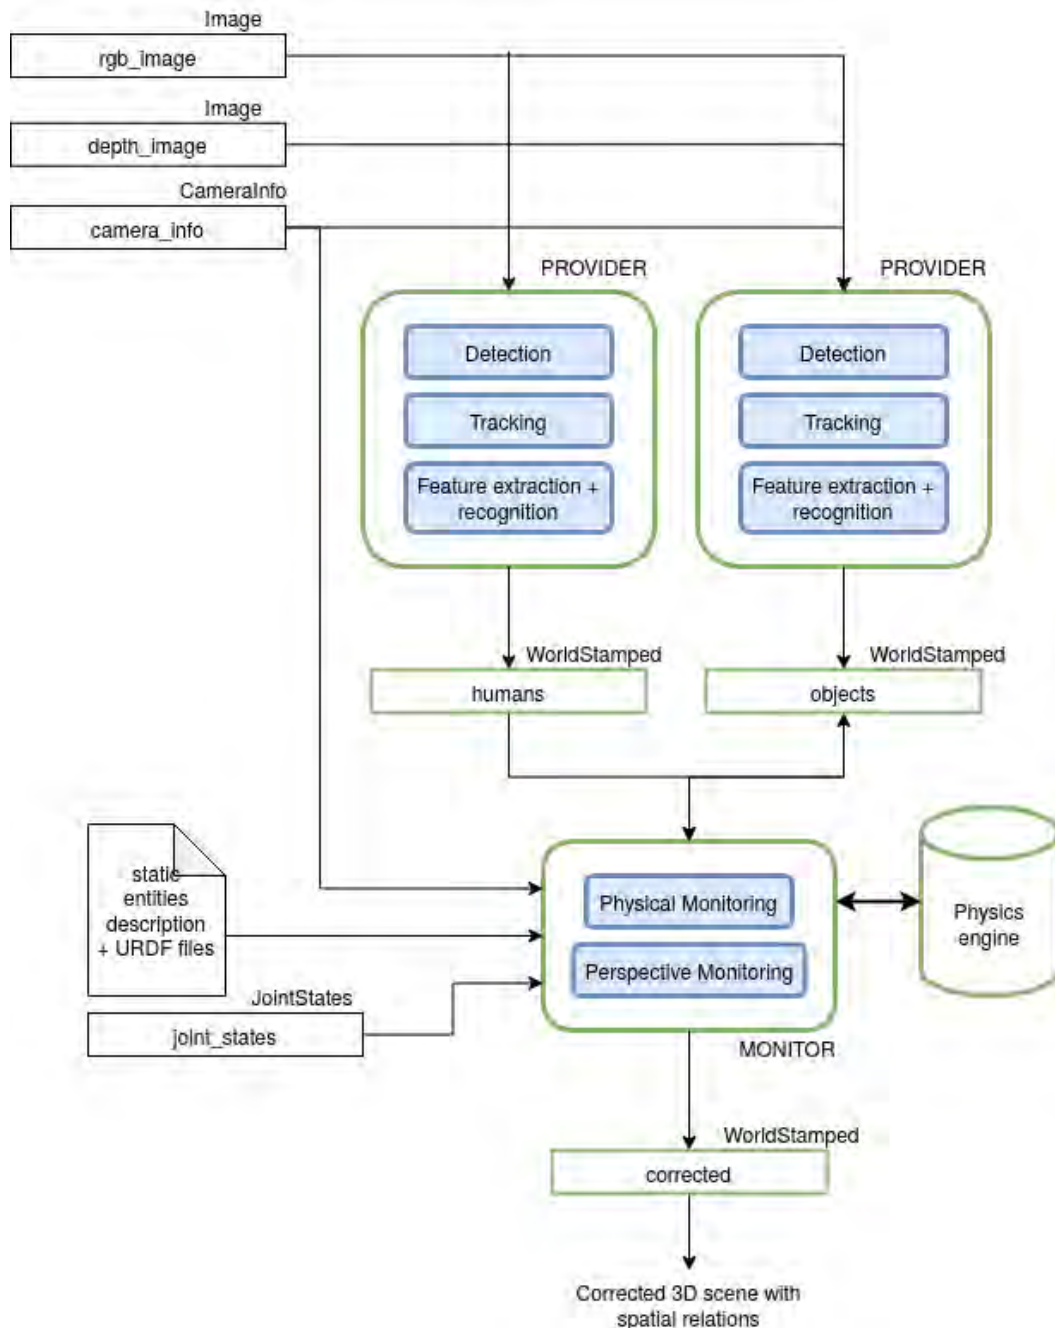 Image
rgb_image
Image
depth_image
CameraInfo
camera_info
PROVIDER
PROVIDER
Detection
Tracking
Feature extraction +
recognition
Detection
Tracking
Feature extraction +
recognition
WorldStamped
humans
WorldStamped
objects
static
entities
description
+ URDF files
JointStates
joint_states
Physical Monitoring
Perspective Monitoring
MONITOR
Physics
engine
WorldStamped
corrected
Corrected 3D scene with
spatial relations